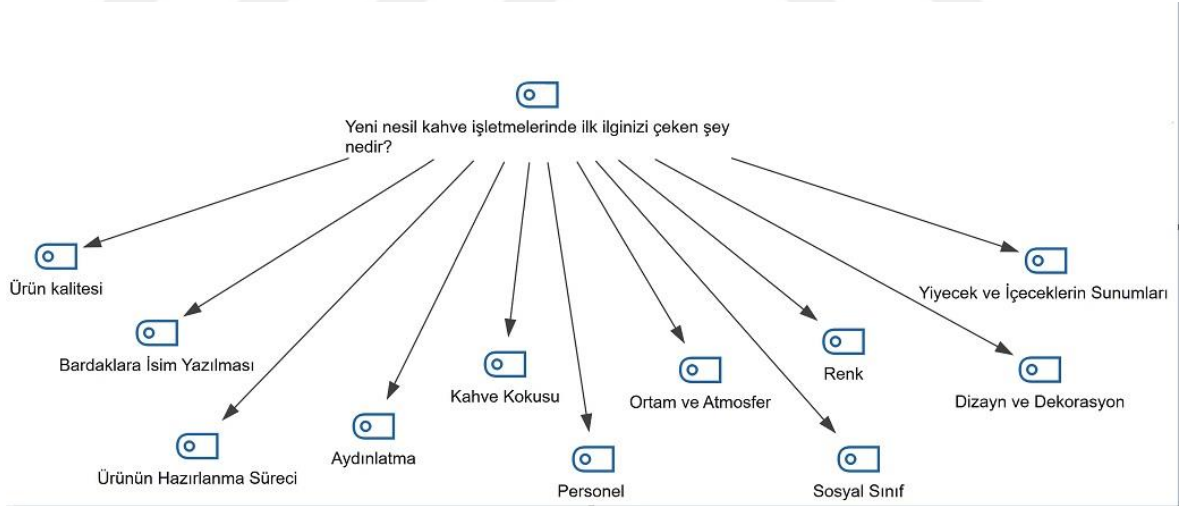 Yeni nesil kahve işletmelerinde ilk ilginizi çeken şey
nedir?
Ürün kalitesi
Yiyecek ve İçeceklerin Sunumları
Bardaklara İsim Yazılması
Renk
Kahve Kokusu
Ortam ve Atmosfer
Dizayn ve Dekorasyon
Aydınlatma
Ürünün Hazırlanma Süreci
Personel
Sosyal Sınıf